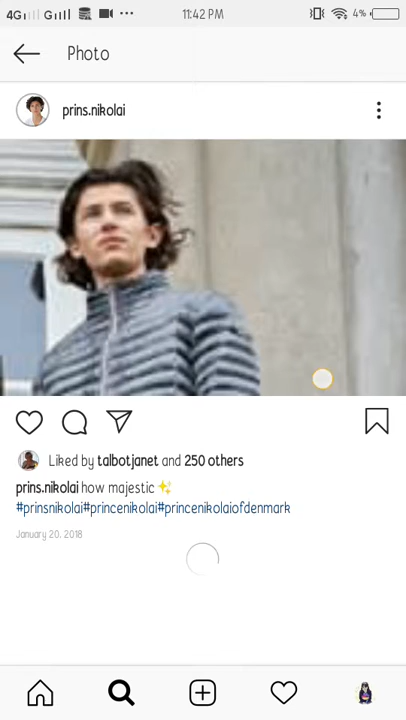 4G G 11:42 PM 4%
Photo
prins.nikolai
Liked by talbotjanet and 250 others
prins.nikolai how majestic ✨
#prinsnikolai#princenikolai#princenikolaiofdenmark
January 20, 2018